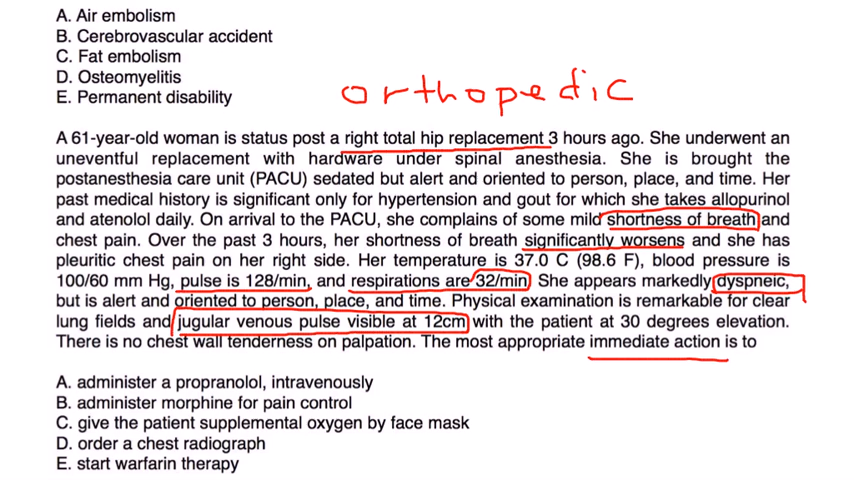 A. Air embolism
B. Cerebrovascular accident
C. Fat embolism
D. Osteomyelitis
E. Permanent disability
orthopedic
A 61-year-old woman is status post a right total hip replacement 3 hours ago. She underwent an
uneventful replacement with hardware under spinal anesthesia. She is brought the
postanesthesia care unit (PACU) sedated but alert and oriented to person, place, and time. Her
past medical history is significant only for hypertension and gout for which she takes allopurinol
and atenolol daily. On arrival to the PACU, she complains of some mild shortness of breath and
chest pain. Over the past 3 hours, her shortness of breath significantly worsens and she has
pleuritic chest pain on her right side. Her temperature is 37.0 C (98.6 F), blood pressure is
100/60 mm Hg, pulse is 128/min, and respirations are 32/min. She appears markedly dyspneic,
but is alert and oriented to person, place, and time. Physical examination is remarkable for clear
lung fields and jugular venous pulse visible at 12cm with the patient at 30 degrees elevation.
There is no chest wall tenderness on palpation. The most appropriate immediate action is to
A. administer a propranolol, intravenously
B. administer morphine for pain control
C. give the patient supplemental oxygen by face mask
D. order a chest radiograph
E. start warfarin therapy